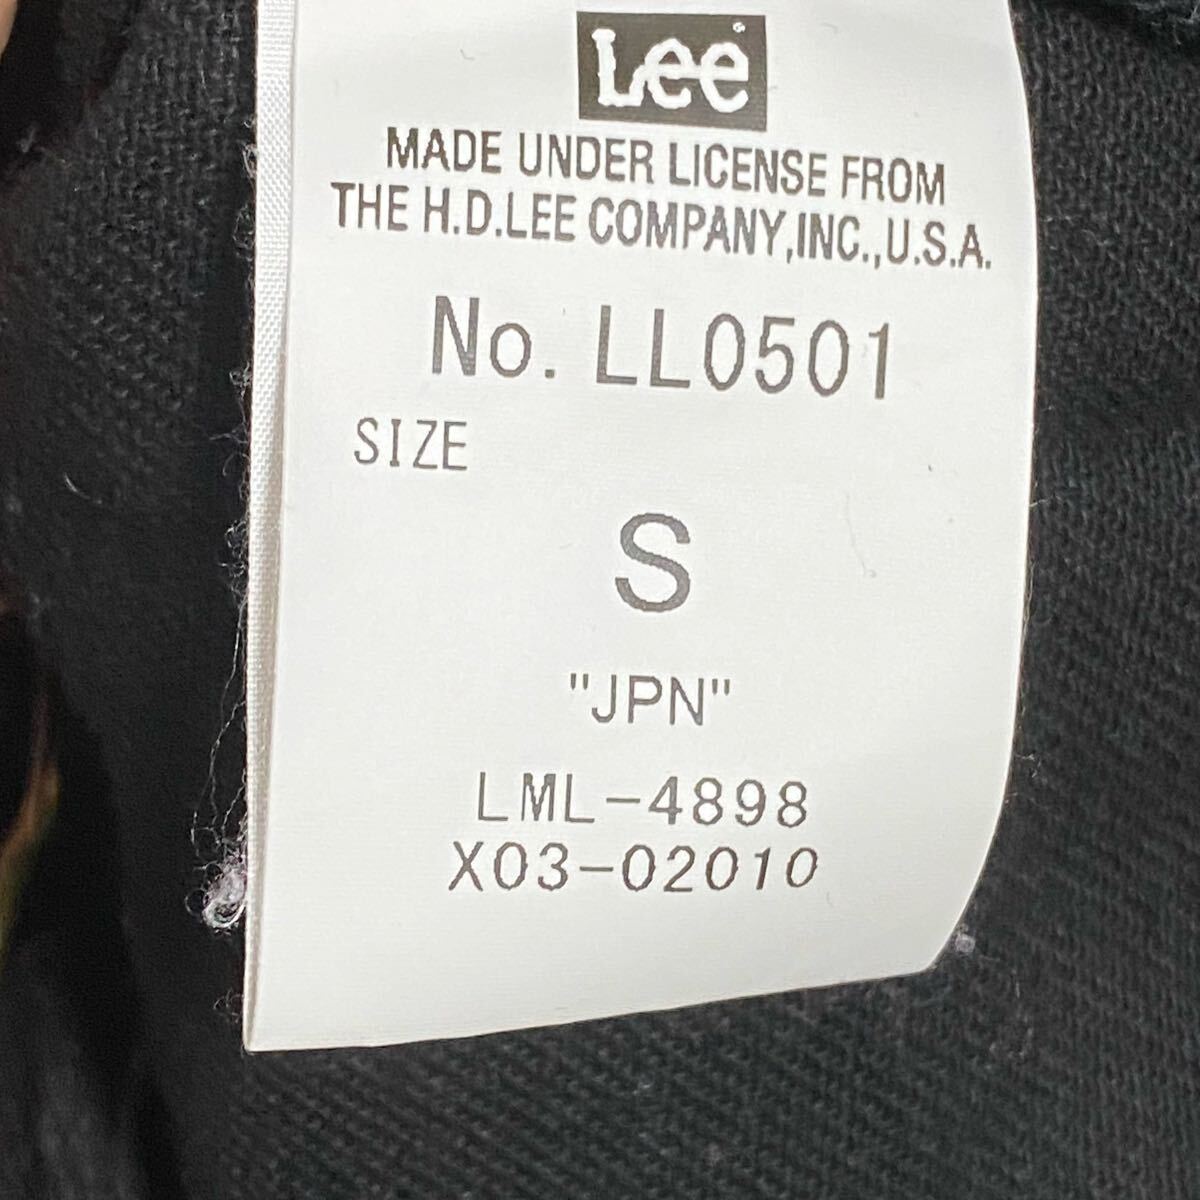 Lee
MADE UNDER LICENSE FROM
THE H.D.LEE COMPANY,INC.,U.S.A.
No. LL0501
SIZE
S
"JPN"
LML-4898
X03-02010